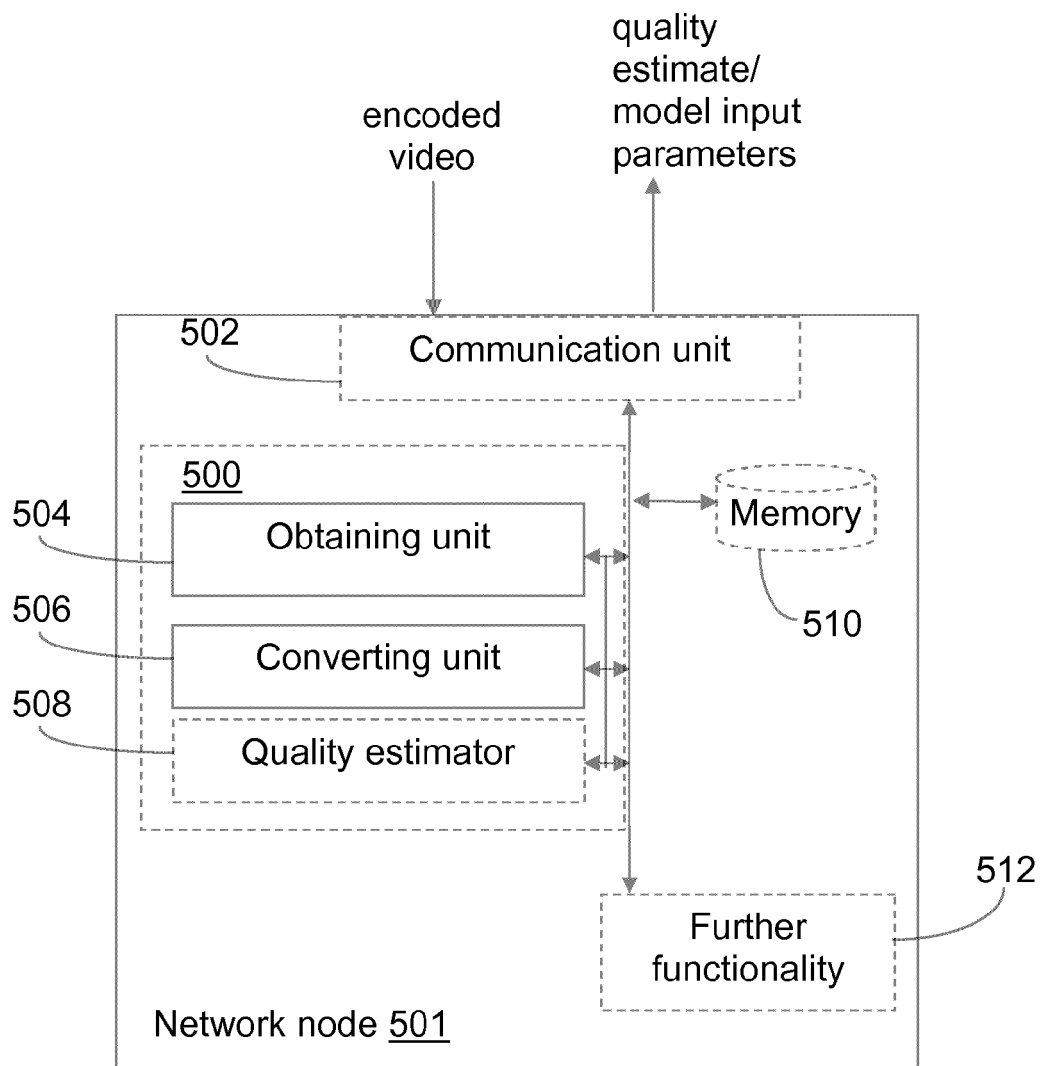 quality
estimate/
model input
parameters
encoded
video
502
Communication unit
500
504
Obtaining unit
Memory
506
510
Converting unit
508
Quality estimator
512
Further
functionality
Network node 501